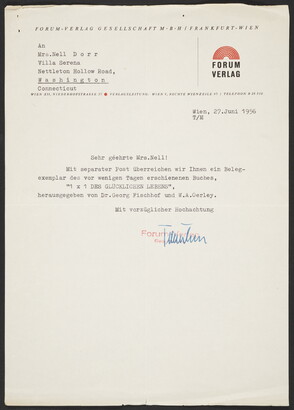 FORUM-VERLAG GESELLSCHAFT M·B·H / FRANKFURT-WIEN
FORUM
VERLAG
An
Mrs.Nell Dorr
Villa Serena
Nettleton Hollow Road,
Washington
Connecticut
Wien, 27.Juni 1956
T/M
Sehr geehrte Mrs.Nell!
Mit separater Post überreichen wir Ihnen ein Beleg-
exemplar des vor wenigen Tagen erschienenen Buches,
"1 x 1 DES GLÜCKLICHEN LEBENS",
herausgegeben von Dr.Georg Fischhof und W.A.Oerley.
Mit vorzüglicher Hochachtung
Forum